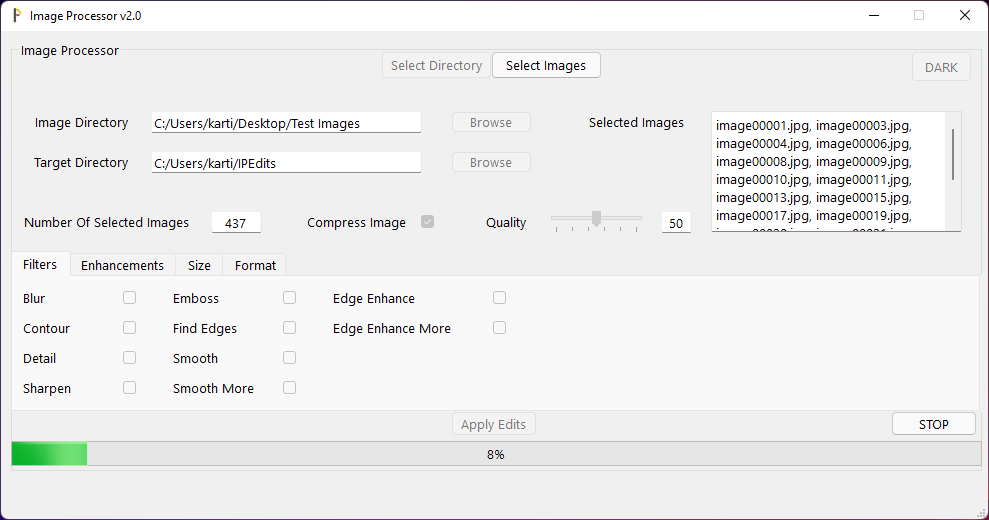 Image Processor v2.0
Image Processor
Select Directory Select Images DARK
Image Directory C:/Users/karti/Desktop/Test Images Browse Selected Images
Target Directory C:/Users/karti/IPEdits Browse
image00001.jpg, image00003.jpg,
image00004.jpg, image00006.jpg,
image00008.jpg, image00009.jpg,
image00010.jpg, image00011.jpg,
image00013.jpg, image00015.jpg,
image00017.jpg, image00019.jpg,
Number Of Selected Images 437 Compress Image Quality 50
Filters Enhancements Size Format
Blur Emboss Edge Enhance
Contour Find Edges Edge Enhance More
Detail Smooth
Sharpen Smooth More
Apply Edits STOP
8%